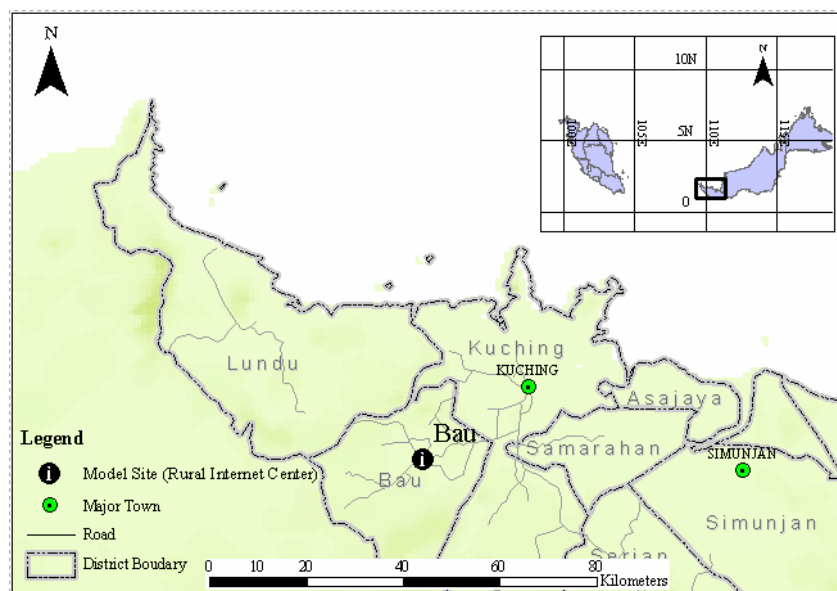 N
N
10N
5N
0
100E
105E
110E
115E
Lundu
Kuching
KUCHING
Asajaya
Bau
Samarahan
SIMUNJAN
Bau
Simunjan
Serian
Legend
Model Site (Rural Internet Center)
Major Town
Road
District Boudary
0 10 20 40 60 80
Kilometers